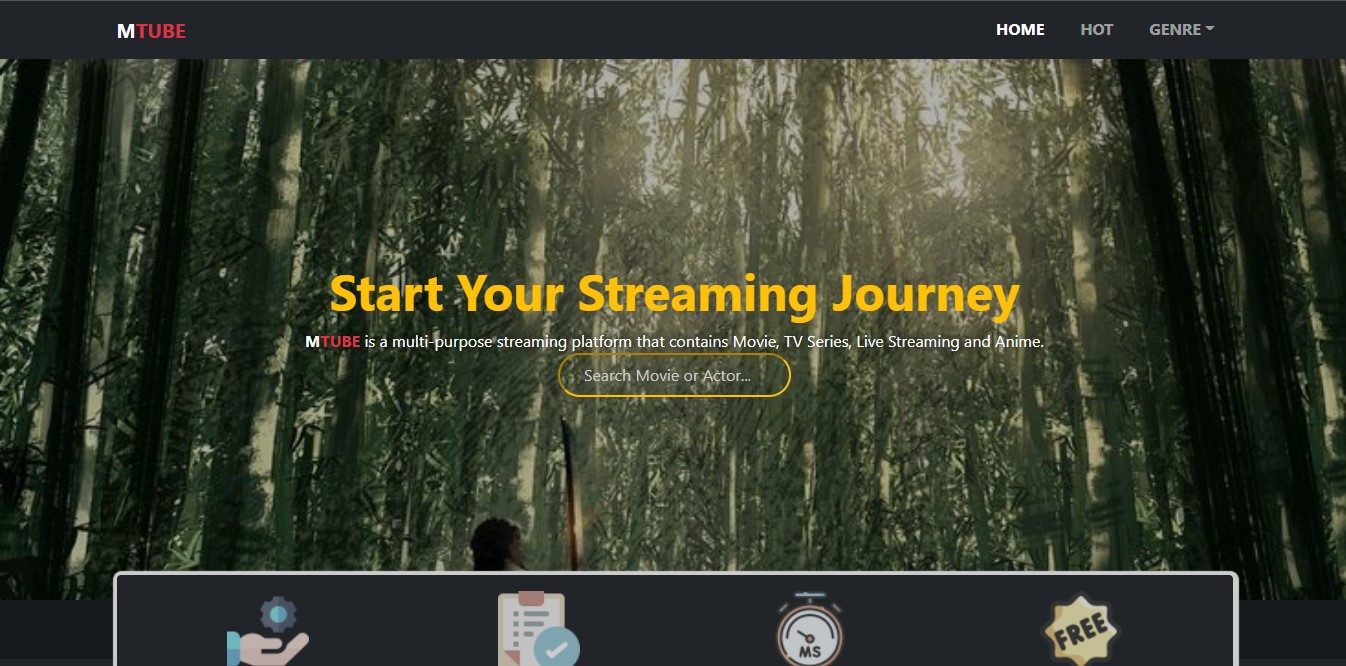 MTUBE
HOME HOT GENRE
Start Your Streaming Journey
MTUBE is a multi-purpose streaming platform that contains Movie, TV Series, Live Streaming and Anime.
Search Movie or Actor...
MS
FREE